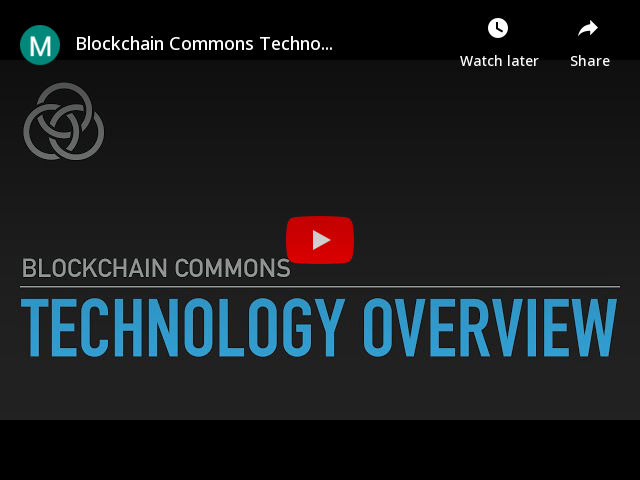 M
Blockchain Commons Techno...
Watch later
Share
BLOCKCHAIN COMMONS
TECHNOLOGY OVERVIEW